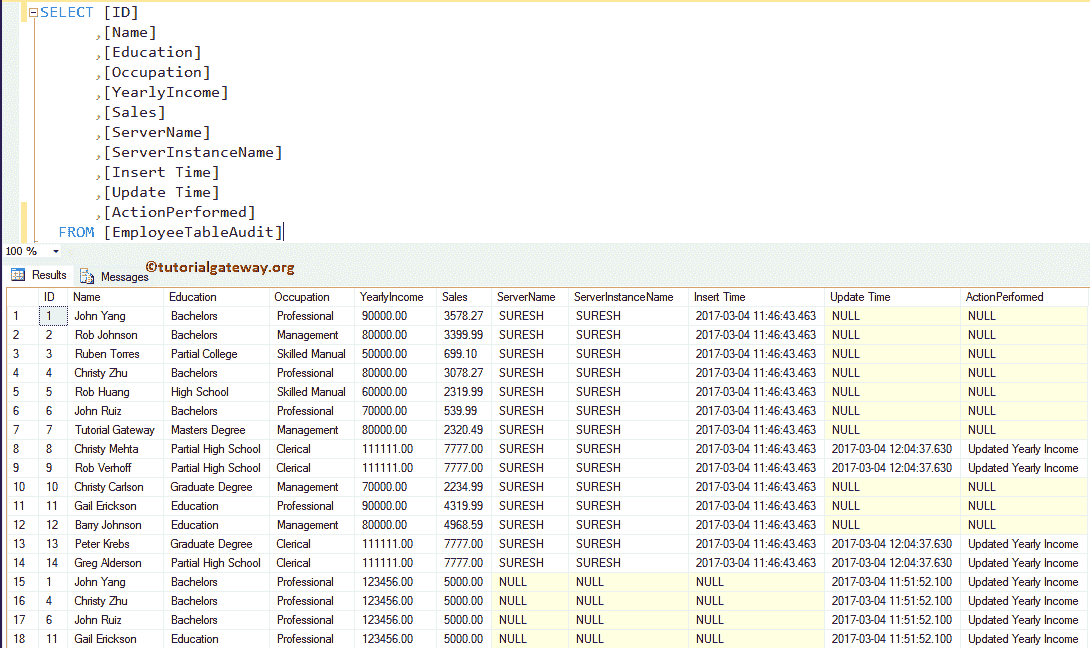 SELECT [ID]
,[Name]
,[Education]
,[Occupation]
,[YearlyIncome]
,[Sales]
,[ServerName]
,[ServerInstanceName]
,[Insert Time]
,[Update Time]
,[ActionPerformed]
FROM [EmployeeTableAudit]
100 %
Results Messages ©tutorialgateway.org
ID Name Education Occupation YearlyIncome Sales ServerName ServerInstanceName Insert Time Update Time ActionPerformed
1 1 John Yang Bachelors Professional 90000.00 3578.27 SURESH SURESH 2017-03-04 11:46:43.463 NULL NULL
2 2 Rob Johnson Bachelors Management 80000.00 3399.99 SURESH SURESH 2017-03-04 11:46:43.463 NULL NULL
3 3 Ruben Torres Partial College Skilled Manual 50000.00 699.10 SURESH SURESH 2017-03-04 11:46:43.463 NULL NULL
4 4 Christy Zhu Bachelors Professional 80000.00 3078.27 SURESH SURESH 2017-03-04 11:46:43.463 NULL NULL
5 5 Rob Huang High School Skilled Manual 60000.00 2319.99 SURESH SURESH 2017-03-04 11:46:43.463 NULL NULL
6 6 John Ruiz Bachelors Professional 70000.00 539.99 SURESH SURESH 2017-03-04 11:46:43.463 NULL NULL
7 7 Tutorial Gateway Masters Degree Management 80000.00 2320.49 SURESH SURESH 2017-03-04 11:46:43.463 NULL NULL
8 8 Christy Mehta Partial High School Clerical 111111.00 7777.00 SURESH SURESH 2017-03-04 11:46:43.463 2017-03-04 12:04:37.630 Updated Yearly Income
9 9 Rob Verhoff Partial High School Clerical 111111.00 7777.00 SURESH SURESH 2017-03-04 11:46:43.463 2017-03-04 12:04:37.630 Updated Yearly Income
10 10 Christy Carlson Graduate Degree Management 70000.00 2234.99 SURESH SURESH 2017-03-04 11:46:43.463 NULL NULL
11 11 Gail Erickson Education Professional 90000.00 4319.99 SURESH SURESH 2017-03-04 11:46:43.463 NULL NULL
12 12 Barry Johnson Education Management 80000.00 4968.59 SURESH SURESH 2017-03-04 11:46:43.463 NULL NULL
13 13 Peter Krebs Graduate Degree Clerical 111111.00 7777.00 SURESH SURESH 2017-03-04 11:46:43.463 2017-03-04 12:04:37.630 Updated Yearly Income
14 14 Greg Alderson Partial High School Clerical 111111.00 7777.00 SURESH SURESH 2017-03-04 11:46:43.463 2017-03-04 12:04:37.630 Updated Yearly Income
15 1 John Yang Bachelors Professional 123456.00 5000.00 NULL NULL NULL 2017-03-04 11:51:52.100 Updated Yearly Income
16 4 Christy Zhu Bachelors Professional 123456.00 5000.00 NULL NULL NULL 2017-03-04 11:51:52.100 Updated Yearly Income
17 6 John Ruiz Bachelors Professional 123456.00 5000.00 NULL NULL NULL 2017-03-04 11:51:52.100 Updated Yearly Income
18 11 Gail Erickson Education Professional 123456.00 5000.00 NULL NULL NULL 2017-03-04 11:51:52.100 Updated Yearly Income